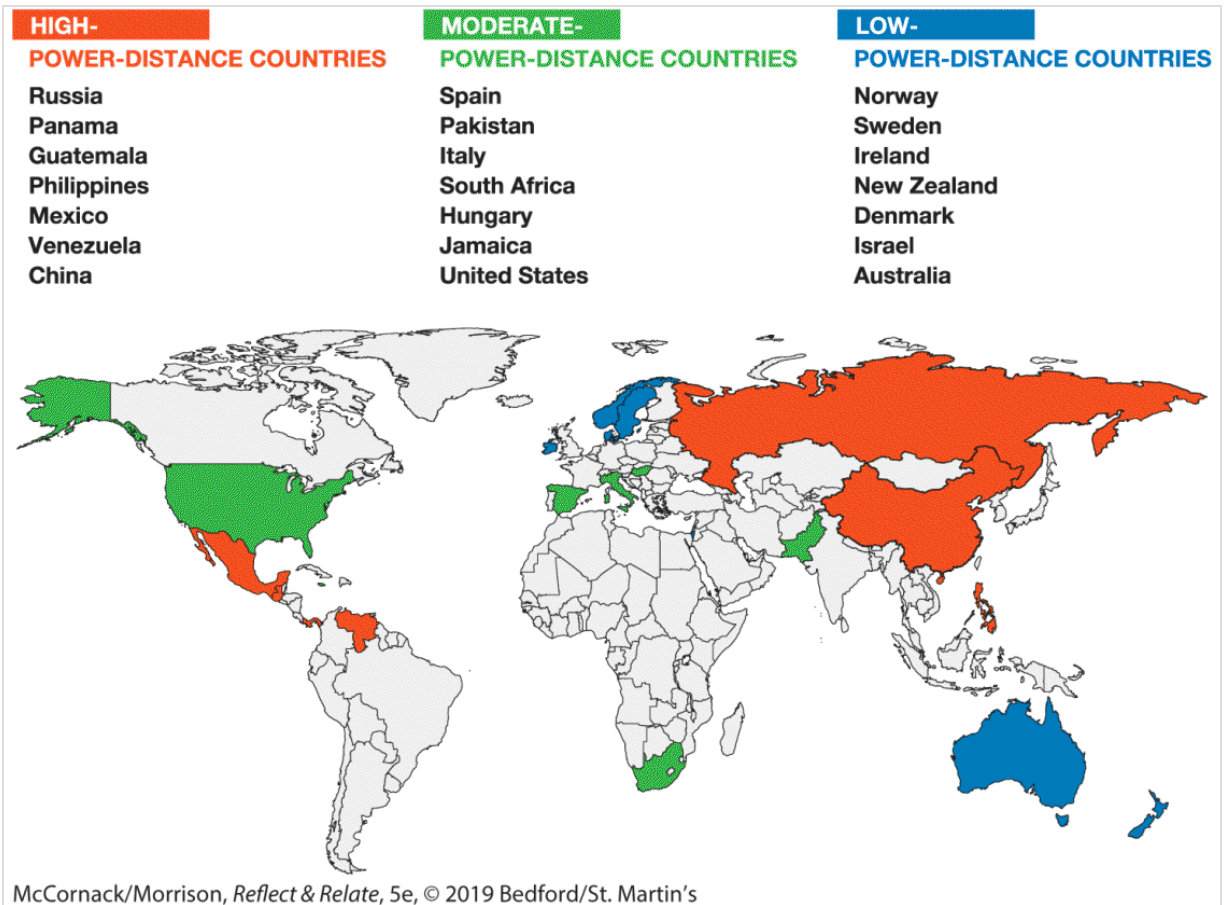 HIGH-
POWER-DISTANCE COUNTRIES
Russia
Panama
Guatemala
Philippines
Mexico
Venezuela
China
MODERATE-
POWER-DISTANCE COUNTRIES
Spain
Pakistan
Italy
South Africa
Hungary
Jamaica
United States
LOW-
POWER-DISTANCE COUNTRIES
Norway
Sweden
Ireland
New Zealand
Denmark
Israel
Australia
McCornack/Morrison, Reflect & Relate, 5e, © 2019 Bedford/St. Martin's